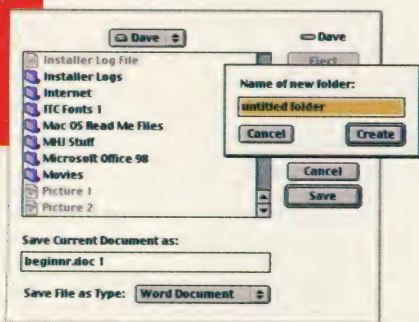 Dave
Dave
Installer Log File
Eject
Installer Logs
Internet
ITC Fonts 1
Mac OS Read Me Files
MHJ Stuff
Microsoft Office 98
Movies
Picture 1
Picture 2
Name of new folder:
untitled folder
Cancel
Create
Cancel
Save
Save Current Document as:
beginnr.doc 1
Save File as Type: Word Document